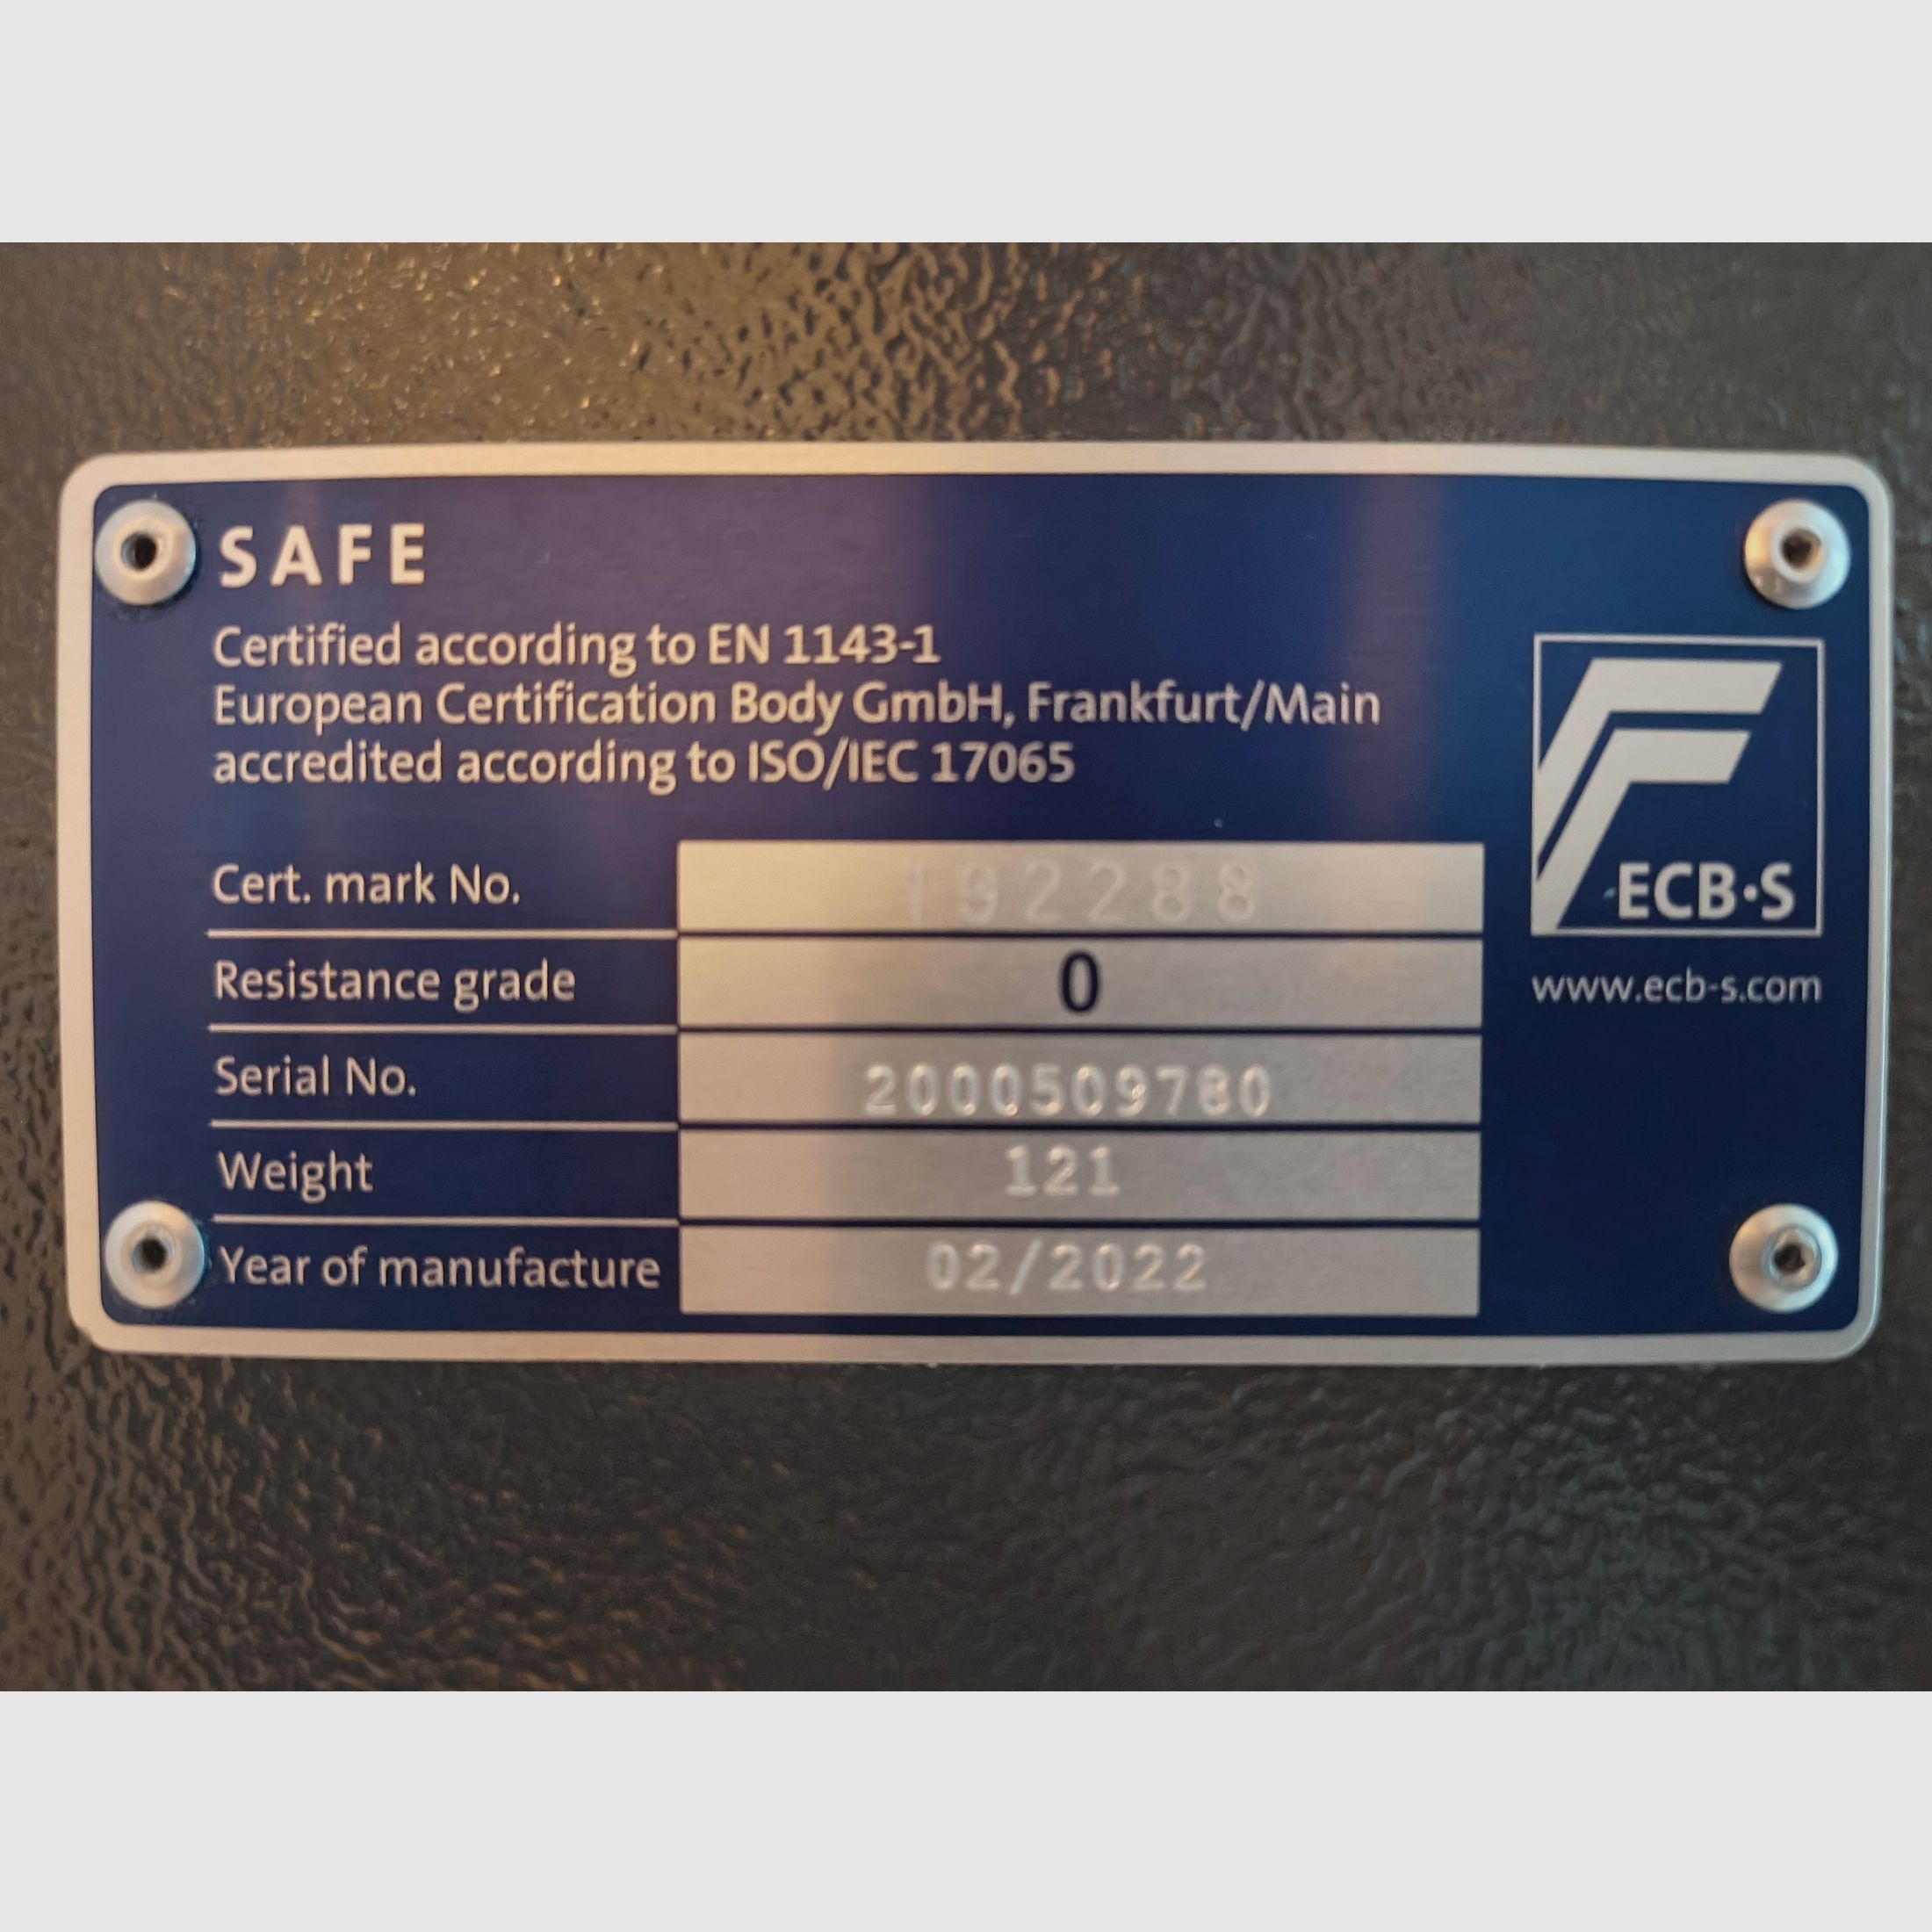 SAFE
Certified according to EN 1143-1
European Certification Body GmbH, Frankfurt/Main
accredited according to ISO/IEC 17065
Cert. mark No. 192288
Resistance grade 0
Serial No. 2000509780
Weight 121
Year of manufacture 02/2022
ECB·S
www.ecb-s.com